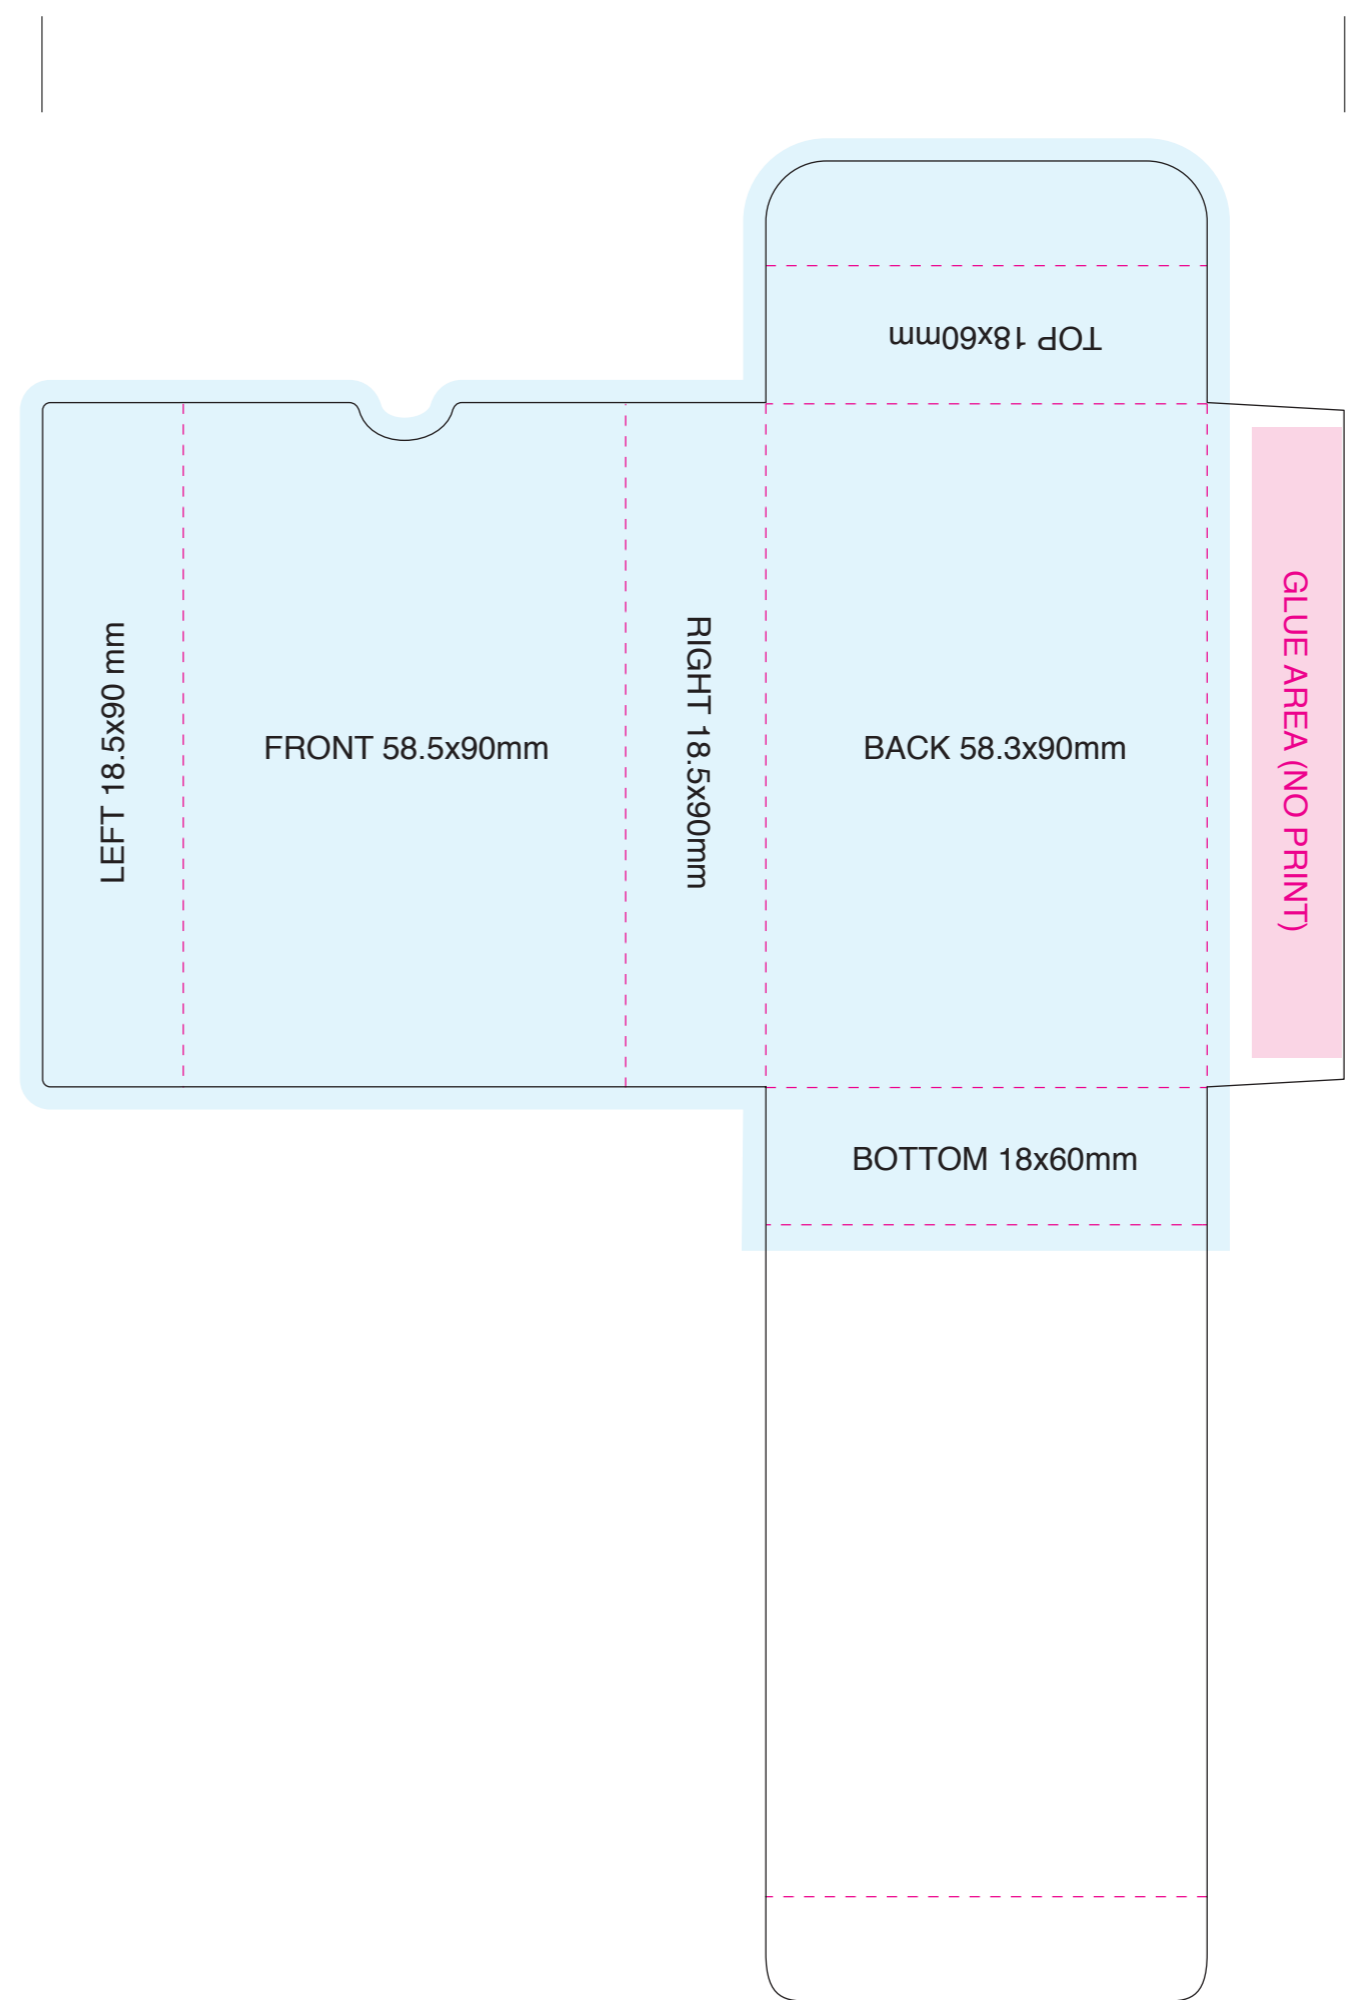 TOP 18x60mm
LEFT 18.5x90 mm
FRONT 58.5x90mm
RIGHT 18.5x90mm
BACK 58.3x90mm
GLUE AREA (NO PRINT)
BOTTOM 18x60mm